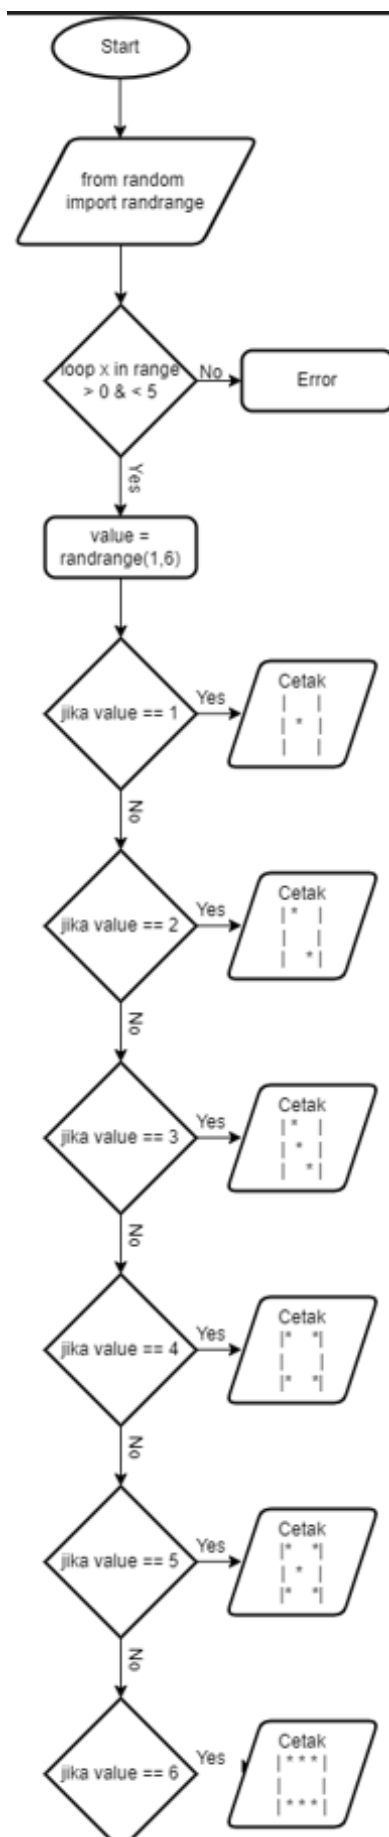 Start
from random
import randrange
loop x in range
> 0 & < 5
No
Error
Yes
value =
randrange(1,6)
jika value == 1
Yes
Cetak
|      |
|  *  |
|      |
No
jika value == 2
Yes
Cetak
| *    |
|      |
|    * |
No
jika value == 3
Yes
Cetak
| *    |
|  *  |
|    * |
No
jika value == 4
Yes
Cetak
|*    *|
|      |
|*    *|
No
jika value == 5
Yes
Cetak
|*    *|
|  *  |
|*    *|
No
jika value == 6
Yes
Cetak
| * * * |
|       |
| * * * |